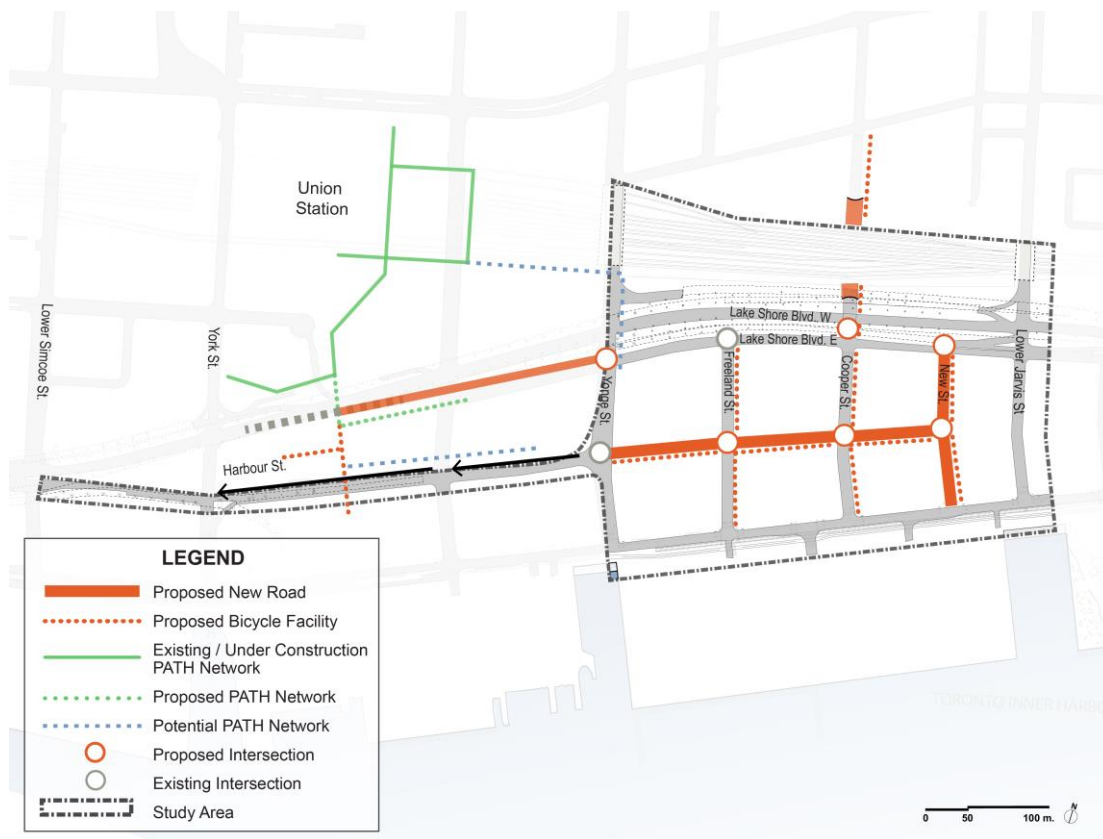 Union
Station
Lower Simcoe St.
York St.
Lake Shore Blvd. W
Lake Shore Blvd. E
Yonge St.
Freeland St.
Cooper St.
New St.
Lower Jarvis St
Harbour St.
LEGEND
Proposed New Road
Proposed Bicycle Facility
Existing / Under Construction
PATH Network
Proposed PATH Network
Potential PATH Network
Proposed Intersection
Existing Intersection
Study Area
TORONTO INNER HARBO
0 50 100 m.
N